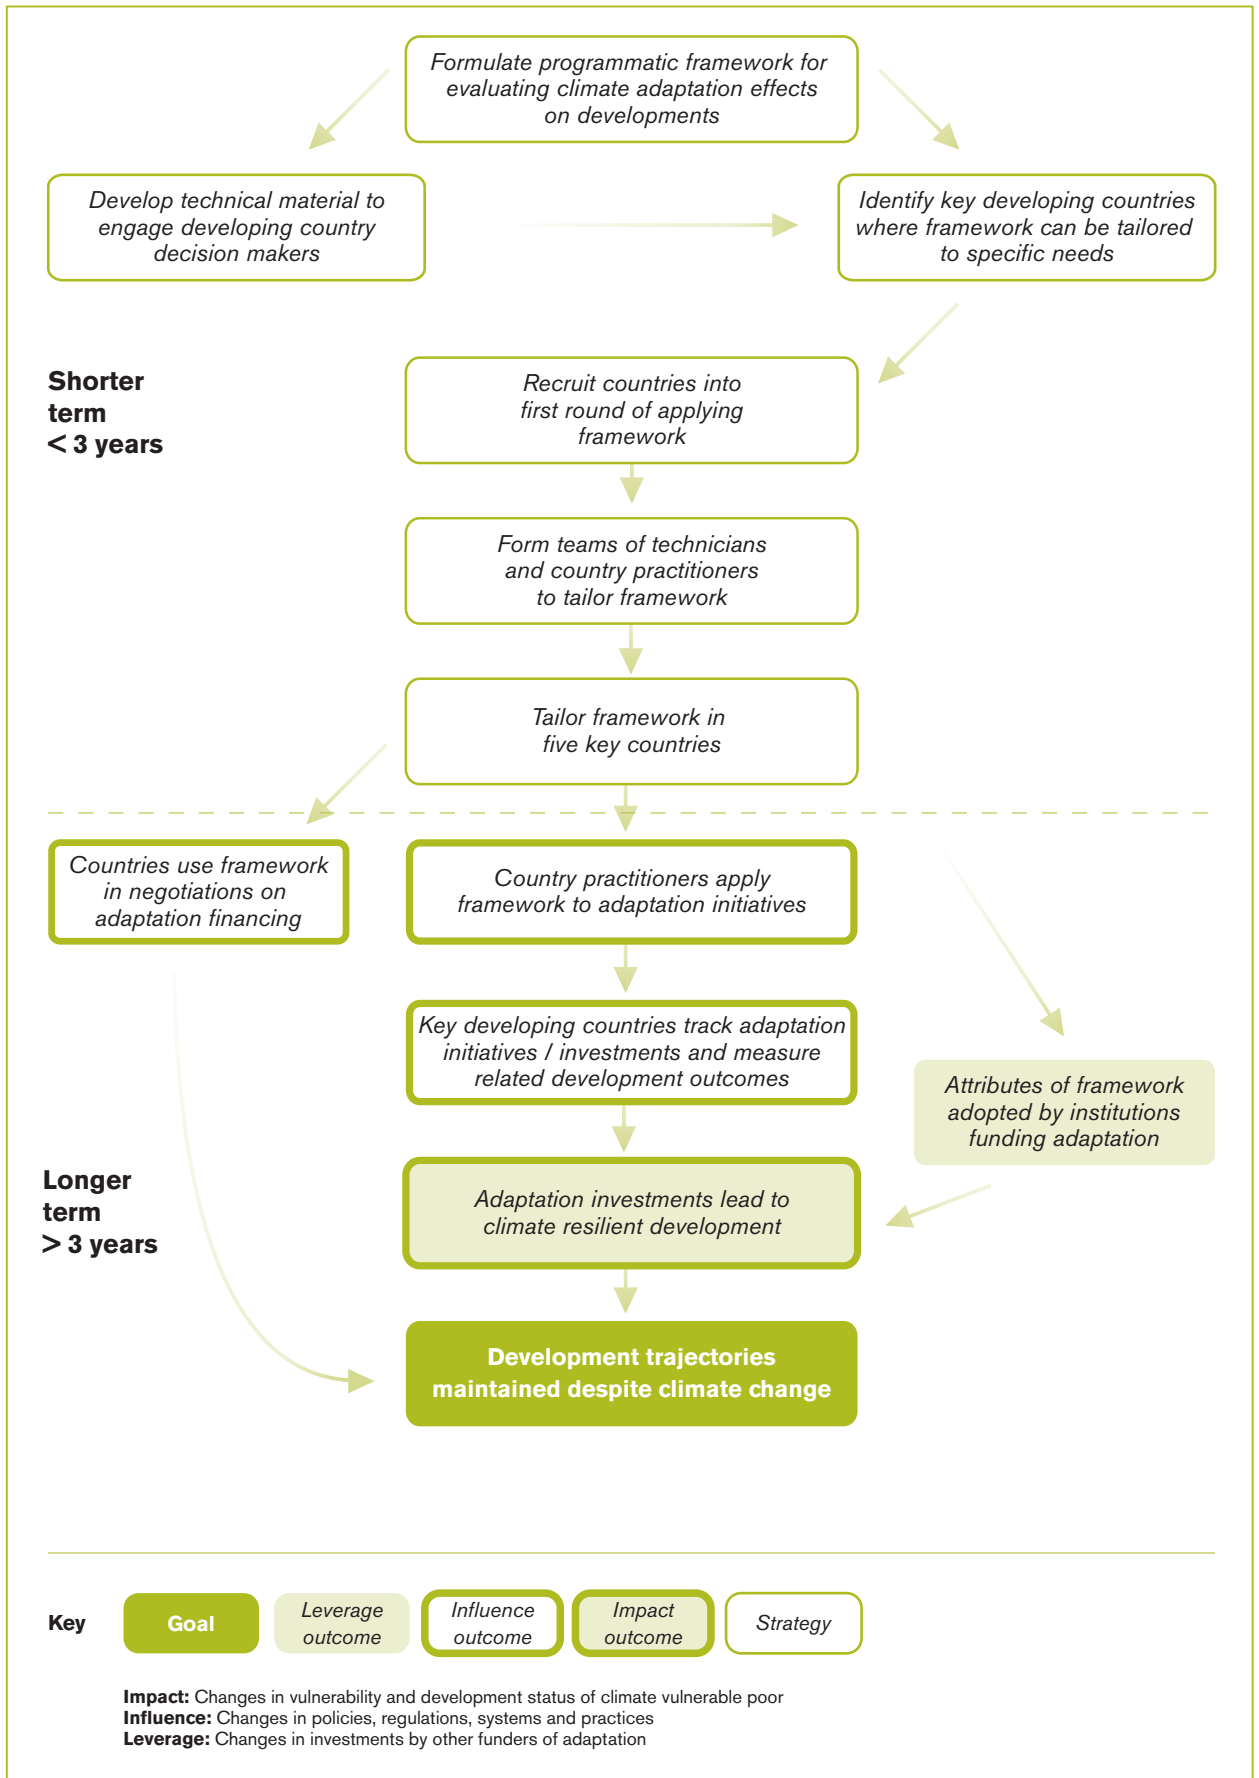 Formulate programmatic framework for
evaluating climate adaptation effects
on developments
Develop technical material to
engage developing country
decision makers
Identify key developing countries
where framework can be tailored
to specific needs
Shorter
term
< 3 years
Recruit countries into
first round of applying
framework
Form teams of technicians
and country practitioners
to tailor framework
Tailor framework in
five key countries
Countries use framework
in negotiations on
adaptation financing
Country practitioners apply
framework to adaptation initiatives
Key developing countries track adaptation
initiatives / investments and measure
related development outcomes
Attributes of framework
adopted by institutions
funding adaptation
Longer
term
> 3 years
Adaptation investments lead to
climate resilient development
Development trajectories
maintained despite climate change
Key
Goal
Leverage
outcome
Influence
outcome
Impact
outcome
Strategy
Impact: Changes in vulnerability and development status of climate vulnerable poor
Influence: Changes in policies, regulations, systems and practices
Leverage: Changes in investments by other funders of adaptation